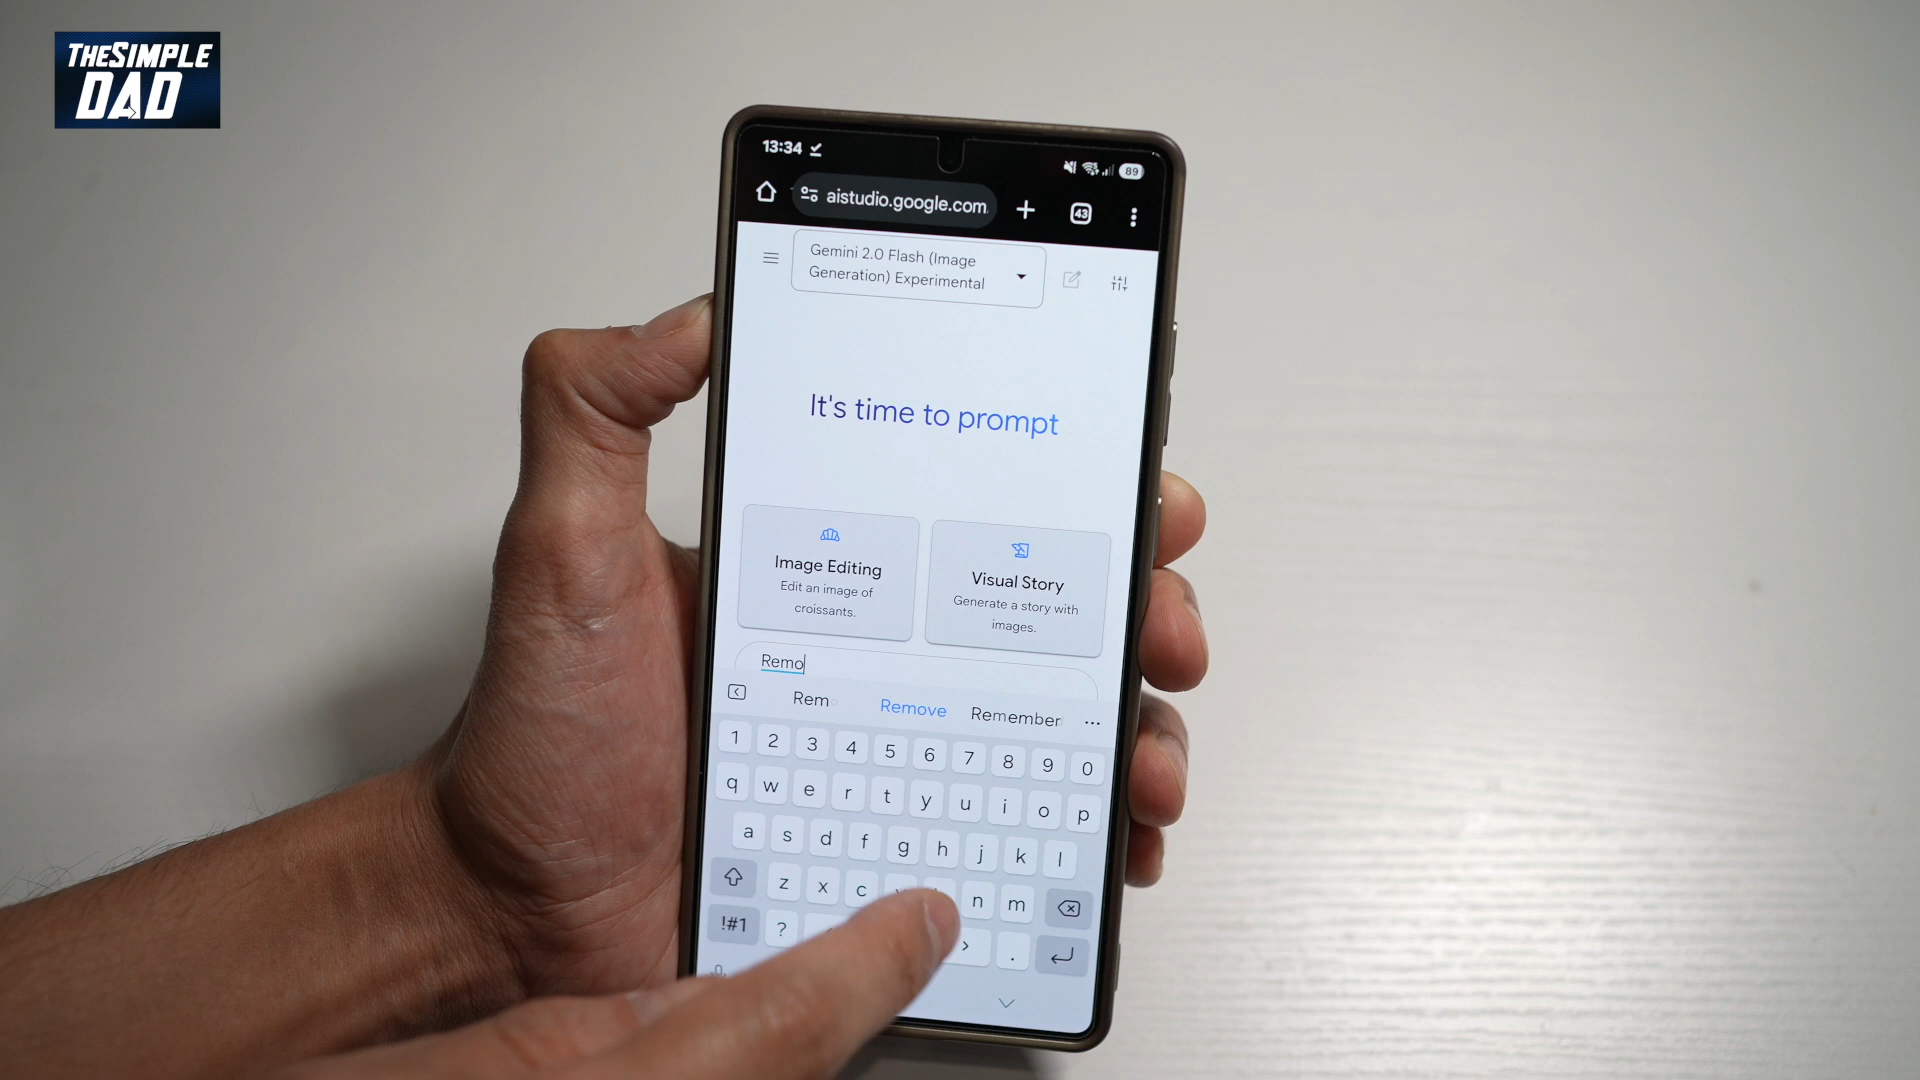 THESIMPLE
DAD
13:34
89
aistudio.google.com
43
Gemini 2.0 Flash (Image
Generation) Experimental
It's time to prompt
Image Editing
Edit an image of
croissants.
Visual Story
Generate a story with
images.
Remo
Remo Remove Remember ...
1 2 3 4 5 6 7 8 9 0
q w e r t y u i o p
a s d f g h j k l
z x c n m
!#1 ? > .